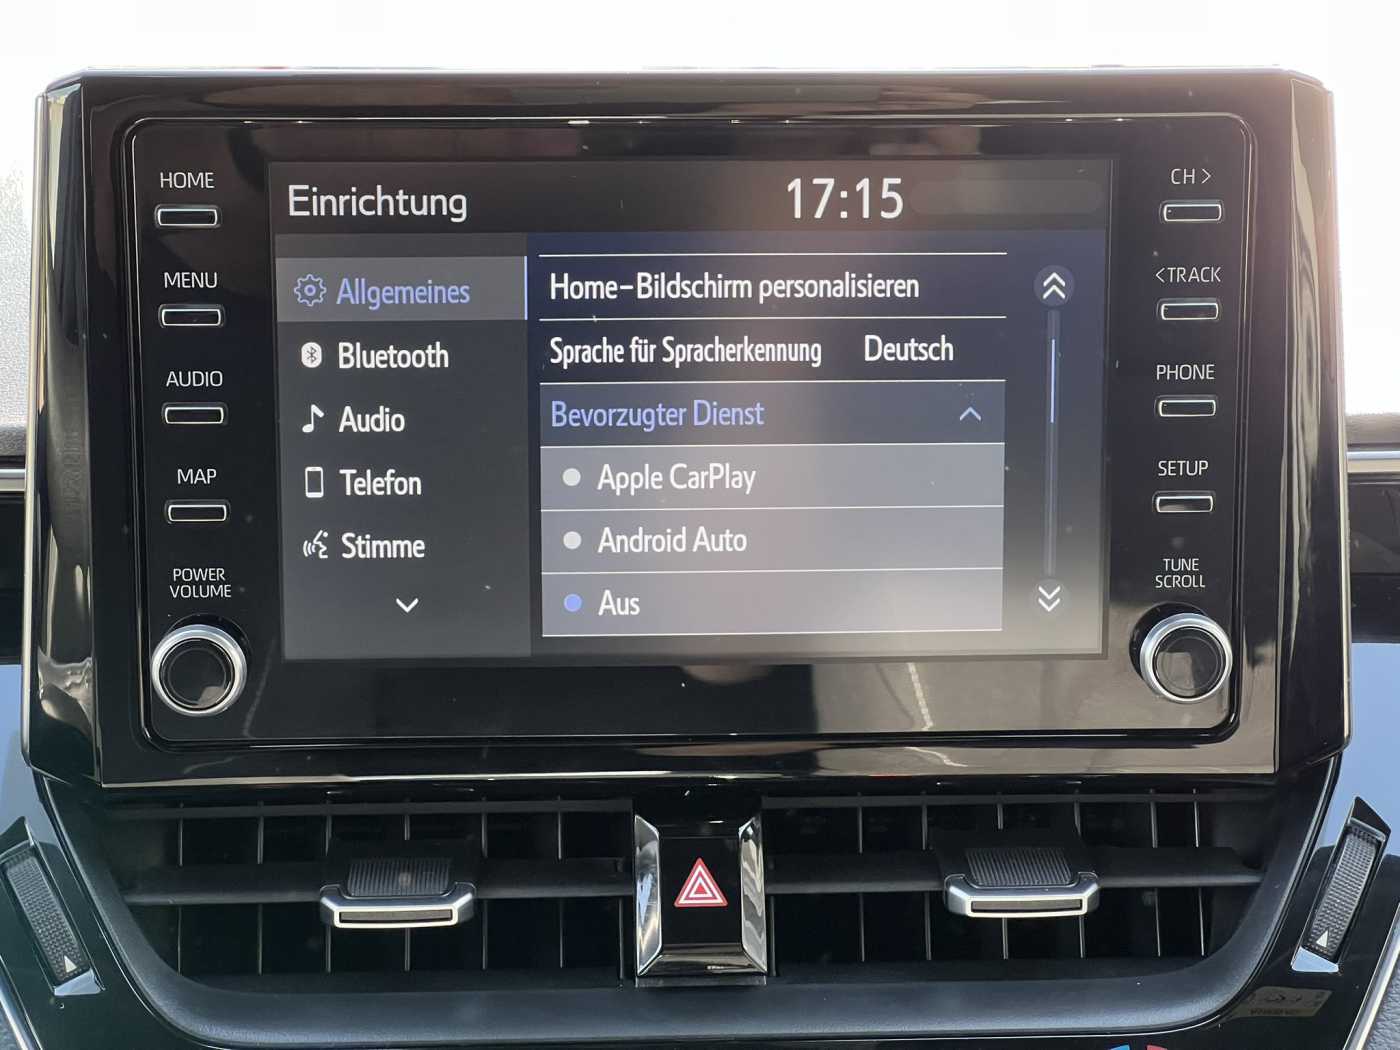 HOME
MENU
AUDIO
MAP
POWER
VOLUME
Einrichtung
17:15
Allgemeines
Bluetooth
Audio
Telefon
Stimme
Home-Bildschirm personalisieren
Sprache für Spracherkennung Deutsch
Bevorzugter Dienst
Apple CarPlay
Android Auto
Aus
CH >
<TRACK
PHONE
SETUP
TUNE
SCROLL